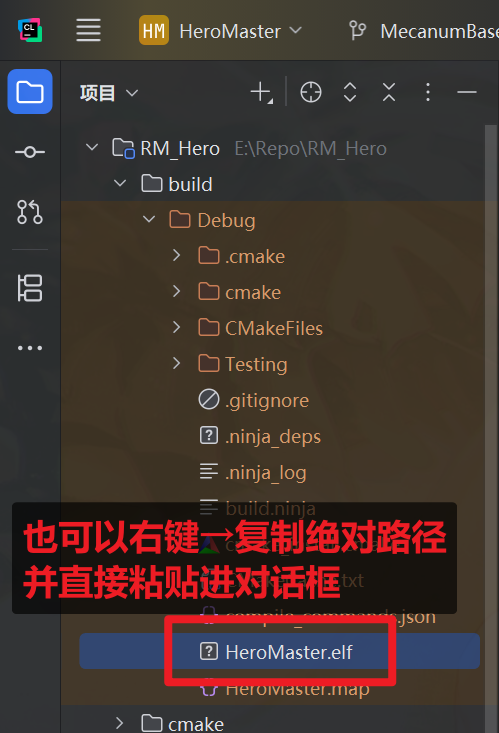 CL
HM HeroMaster MecanumBase
项目
RM_Hero E:\Repo\RM_Hero
build
Debug
.cmake
cmake
CMakeFiles
Testing
.gitignore
.ninja_deps
.ninja_log
build.ninja
也可以右键→复制绝对路径
并直接粘贴进对话框
.txt
compile_commands.json
HeroMaster.elf
HeroMaster.map
cmake